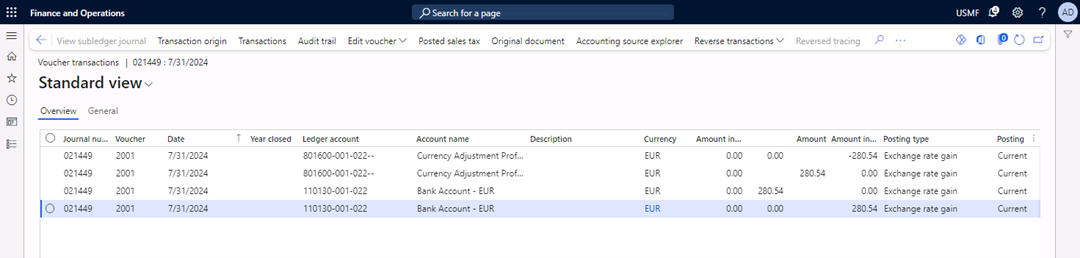 Finance and Operations Search for a page USMF 4 ? AD
View subledger journal Transaction origin Transactions Audit trail Edit voucher Posted sales tax Original document Accounting source explorer Reverse transactions Reversed tracing ... 0
Voucher transactions | 021449 : 7/31/2024
Standard view
Overview General
Journal nu... Voucher Date ↑ Year closed Ledger account Account name Description Currency Amount in... Amount Amount in... Posting type Posting
021449 2001 7/31/2024 801600-001-022-- Currency Adjustment Prof... EUR 0.00 0.00 -280.54 Exchange rate gain Current
021449 2001 7/31/2024 801600-001-022-- Currency Adjustment Prof... EUR 0.00 280.54 0.00 Exchange rate gain Current
021449 2001 7/31/2024 110130-001-022 Bank Account - EUR EUR 0.00 280.54 0.00 Exchange rate gain Current
021449 2001 7/31/2024 110130-001-022 Bank Account - EUR EUR 0.00 0.00 280.54 Exchange rate gain Current